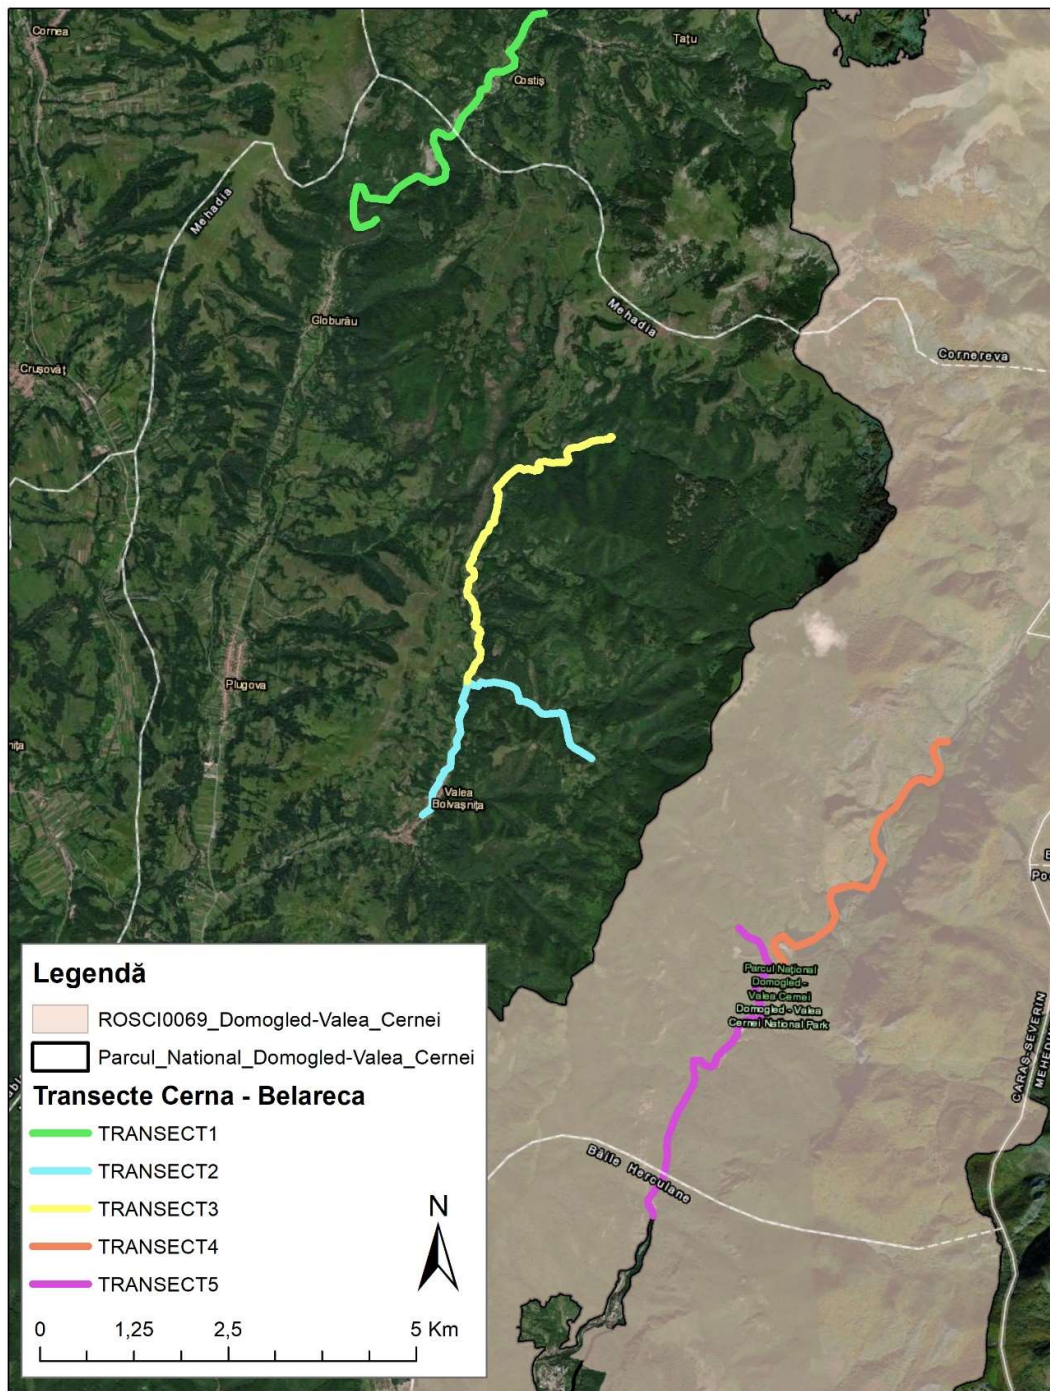 Cornea
Țațu
Costiș
Mehadia
Globurău
Mehadia
Crușovăț
Cornereva
Plugova
Valea
Bolvașnița
Parcul Național
Domogled -
Valea Cernei
Domogled - Valea
Cernei National Park
CARAȘ-SEVERIN
Băile Herculane
Legendă
ROSCI0069_Domogled-Valea_Cernei
Parcul_National_Domogled-Valea_Cernei
Transecte Cerna - Belareca
TRANSECT1
TRANSECT2
TRANSECT3
TRANSECT4
TRANSECT5
N
0 1,25 2,5 5 Km